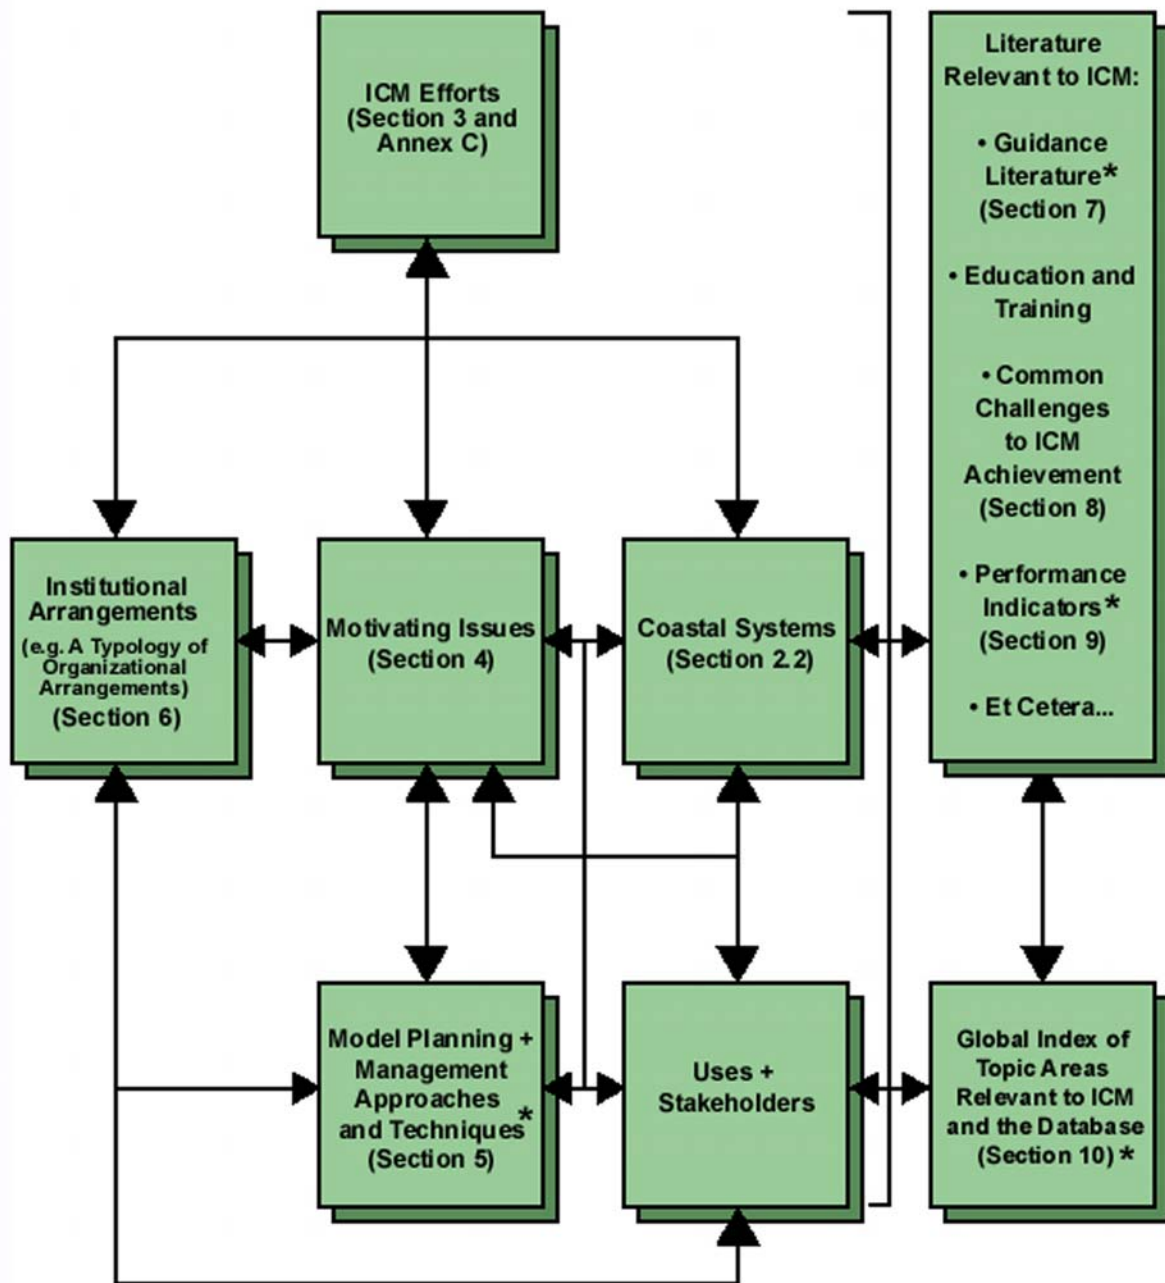 ICM Efforts
(Section 3 and
Annex C)
Literature
Relevant to ICM:
• Guidance
Literature*
(Section 7)
• Education and
Training
• Common
Challenges
to ICM
Achievement
(Section 8)
• Performance
Indicators*
(Section 9)
• Et Cetera...
Institutional
Arrangements
(e.g. A Typology of
Organizational
Arrangements)
(Section 6)
Motivating Issues
(Section 4)
Coastal Systems
(Section 2.2)
Model Planning +
Management
Approaches
and Techniques*
(Section 5)
Uses +
Stakeholders
Global Index of
Topic Areas
Relevant to ICM
and the Database
(Section 10) *